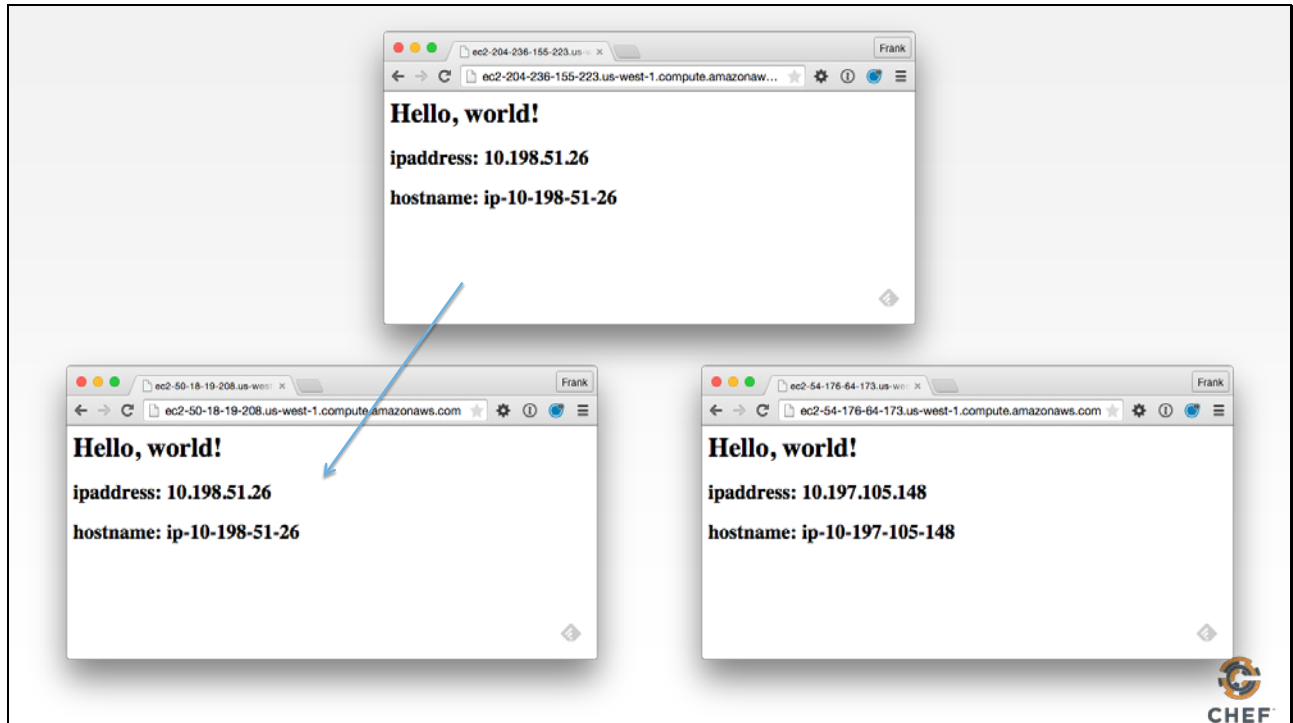 ec2-204-236-155-223.us-w
Frank
ec2-204-236-155-223.us-west-1.compute.amazonaw...
Hello, world!
ipaddress: 10.198.51.26
hostname: ip-10-198-51-26
ec2-50-18-19-208.us-west
Frank
ec2-50-18-19-208.us-west-1.compute.amazonaws.com
Hello, world!
ipaddress: 10.198.51.26
hostname: ip-10-198-51-26
ec2-54-176-64-173.us-wes
Frank
ec2-54-176-64-173.us-west-1.compute.amazonaws.com
Hello, world!
ipaddress: 10.197.105.148
hostname: ip-10-197-105-148
CHEF